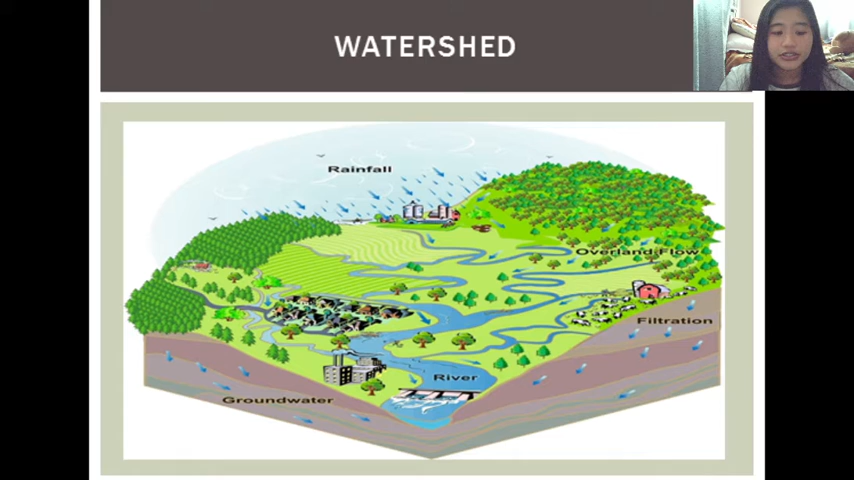 WATERSHED
Rainfall
Overland Flow
Filtration
River
Groundwater